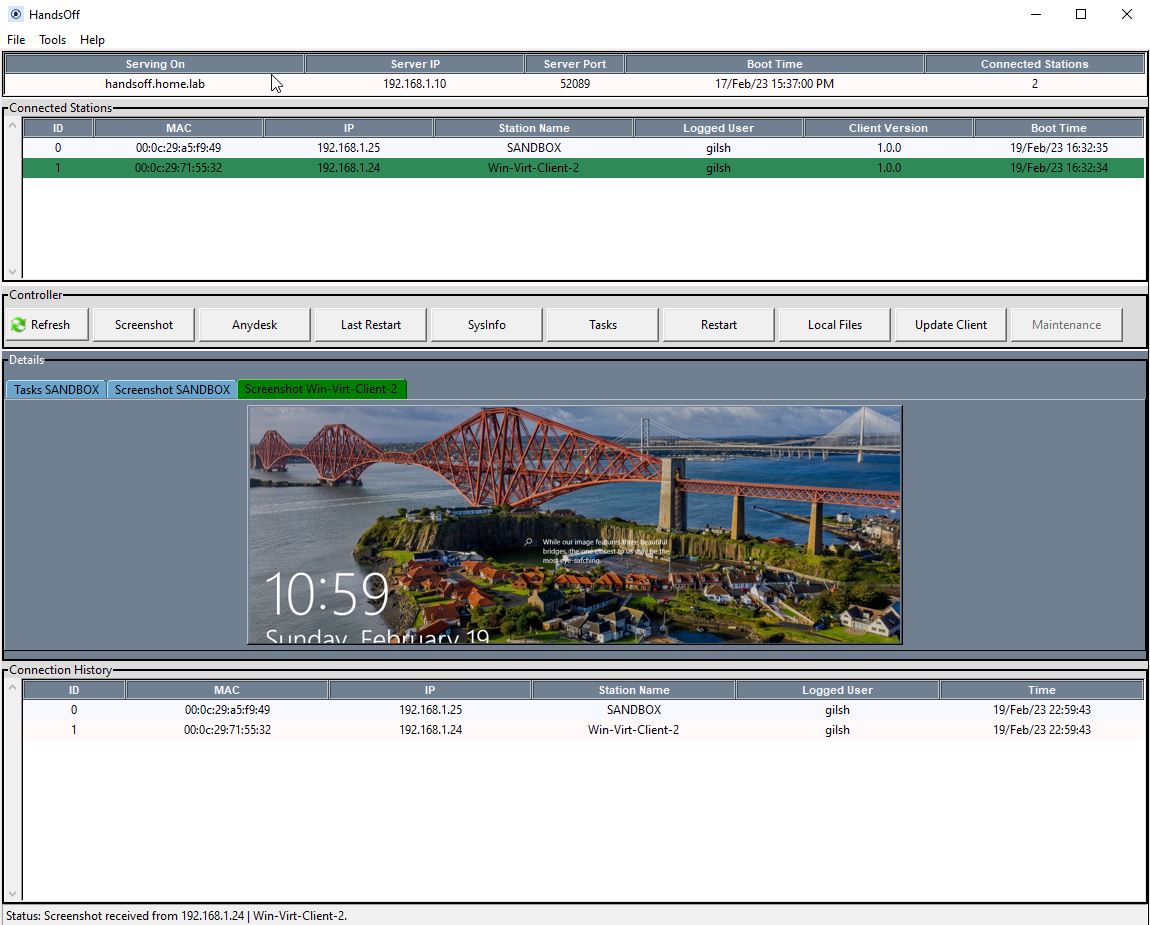 HandsOff
File Tools Help
Serving On Server IP Server Port Boot Time Connected Stations
handsoff.home.lab 192.168.1.10 52089 17/Feb/23 15:37:00 PM 2
Connected Stations
ID MAC IP Station Name Logged User Client Version Boot Time
0 00:0c:29:a5:f9:49 192.168.1.25 SANDBOX gilsh 1.0.0 19/Feb/23 16:32:35
1 00:0c:29:71:55:32 192.168.1.24 Win-Virt-Client-2 gilsh 1.0.0 19/Feb/23 16:32:34
Controller
Refresh Screenshot Anydesk Last Restart SysInfo Tasks Restart Local Files Update Client Maintenance
Details
Tasks SANDBOX Screenshot SANDBOX Screenshot Win-Virt-Client-2
While our image features three beautiful
bridges, the one closest to us may be the
most eye-catching.
10:59
Sunday, February 19
Connection History
ID MAC IP Station Name Logged User Time
0 00:0c:29:a5:f9:49 192.168.1.25 SANDBOX gilsh 19/Feb/23 22:59:43
1 00:0c:29:71:55:32 192.168.1.24 Win-Virt-Client-2 gilsh 19/Feb/23 22:59:43
Status: Screenshot received from 192.168.1.24 | Win-Virt-Client-2.